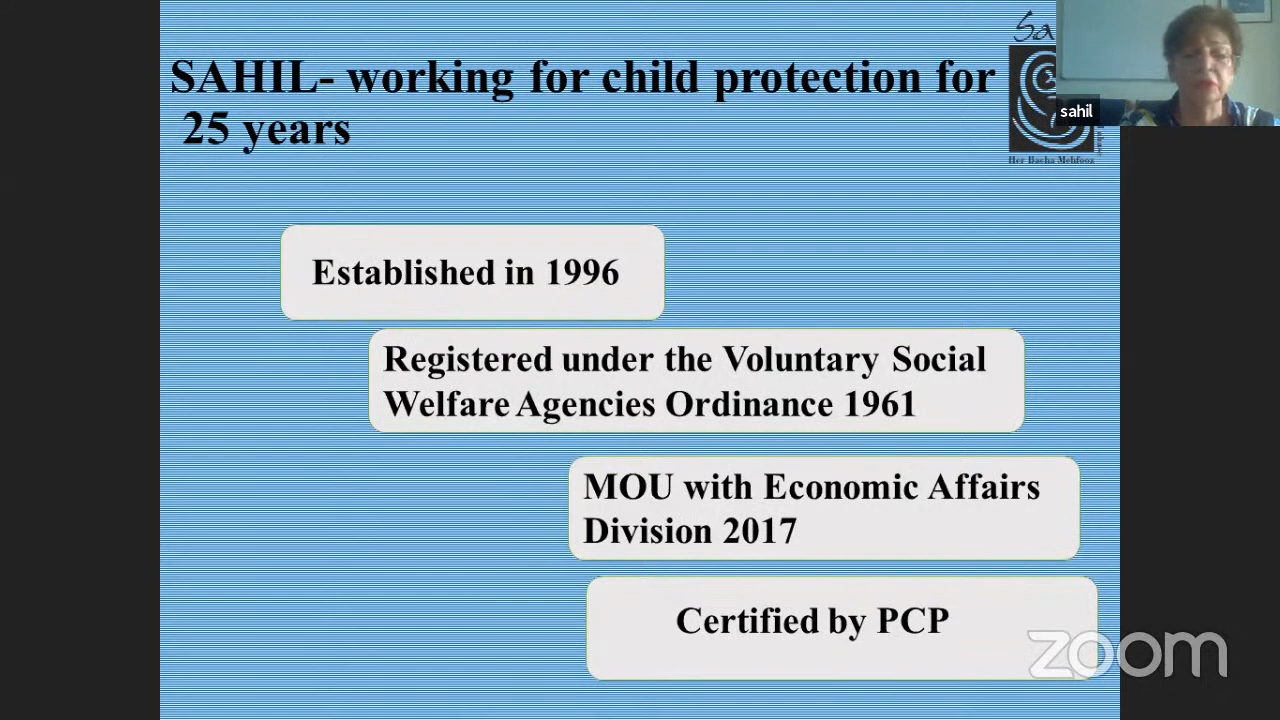 SAHIL- working for child protection for
25 years
Sa
sahil
Her Bacha Mehfooz
Established in 1996
Registered under the Voluntary Social
Welfare Agencies Ordinance 1961
MOU with Economic Affairs
Division 2017
Certified by PCP
zoom